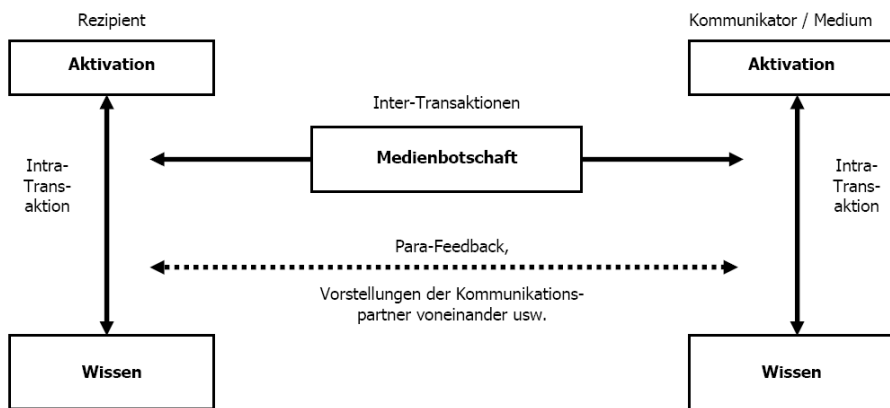 Rezipient
Kommunikator / Medium
Aktivation
Aktivation
Inter-Transaktionen
Medienbotschaft
Intra-
Trans-
aktion
Intra-
Trans-
aktion
Para-Feedback,
Vorstellungen der Kommunikations-
partner voneinander usw.
Wissen
Wissen